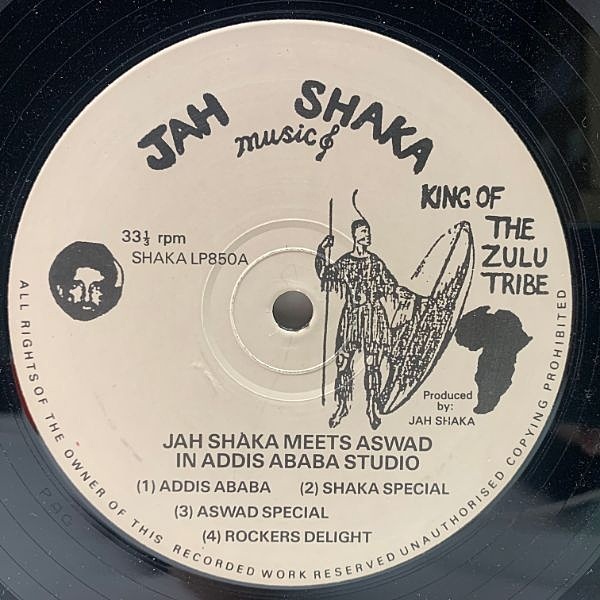 JAH SHAKA
music
KING OF
THE
ZULU
TRIBE
33⅓ rpm
SHAKA LP850A
Produced
by:
JAH SHAKA
JAH SHAKA MEETS ASWAD
IN ADDIS ABABA STUDIO
(1) ADDIS ABABA (2) SHAKA SPECIAL
(3) ASWAD SPECIAL
(4) ROCKERS DELIGHT
ALL RIGHTS OF THE OWNER OF THIS RECORDED WORK RESERVED UNAUTHORISED COPYING PROHIBITED